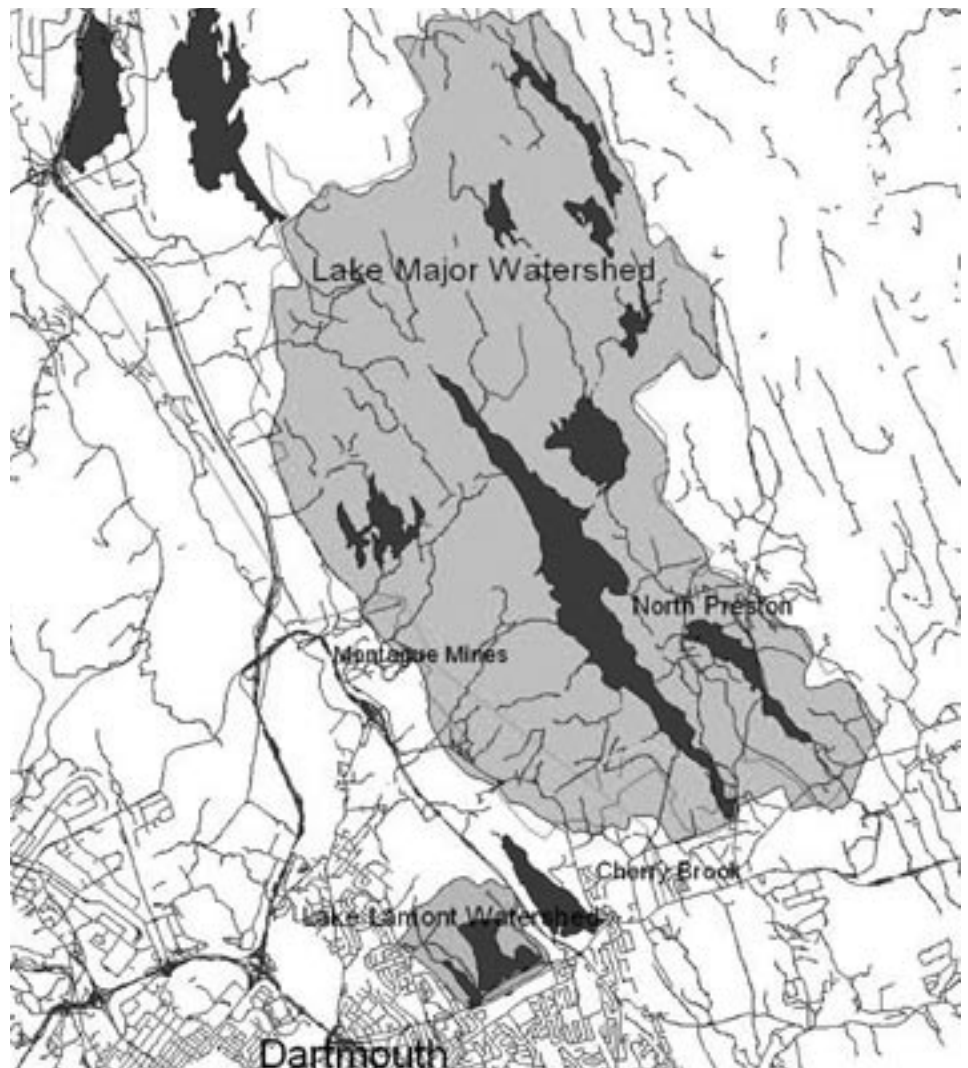 Lake Major Watershed
North Preston
Montague Mines
Cherry Brook
Lake Lamont Watershed
Dartmouth